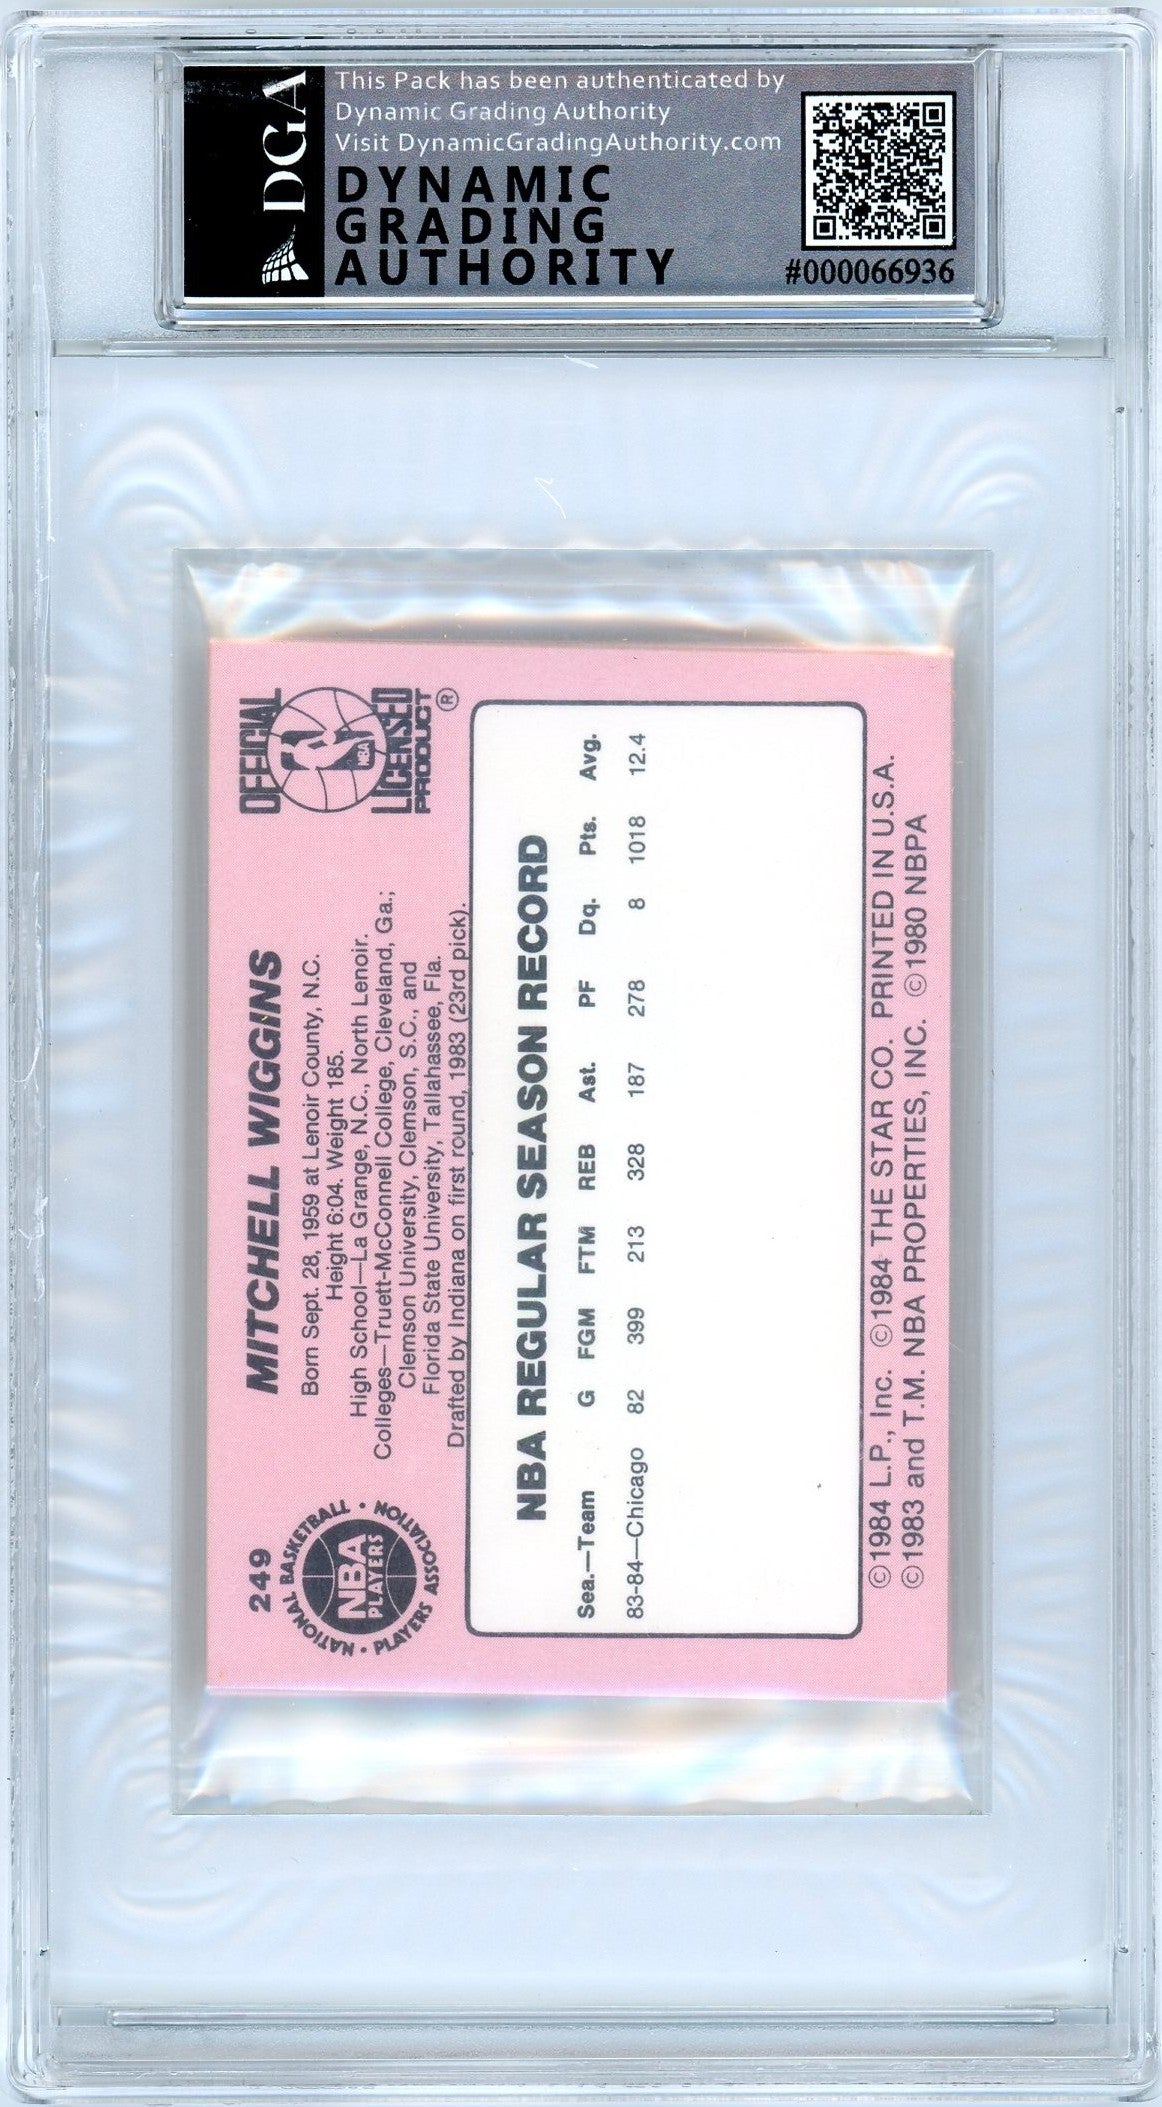 DGA
This Pack has been authenticated by
Dynamic Grading Authority
Visit DynamicGradingAuthority.com
DYNAMIC
GRADING
AUTHORITY
#000066936
249
NATIONAL BASKETBALL • PLAYERS ASSOCIATION •
NBA
PLAYERS
MITCHELL WIGGINS
Born Sept. 28, 1959 at Lenoir County, N.C.
Height 6:04. Weight 185.
High School—La Grange, N.C., North Lenoir.
Colleges—Truett-McConnell College, Cleveland, Ga.;
Clemson University, Clemson, S.C., and
Florida State University, Tallahassee, Fla.
Drafted by Indiana on first round, 1983 (23rd pick).
OFFICIAL
NBA
LICENSED
PRODUCT ®
NBA REGULAR SEASON RECORD
Sea.—Team G FGM FTM REB Ast. PF Dq. Pts. Avg.
83-84—Chicago 82 399 213 328 187 278 8 1018 12.4
©1984 L.P., Inc. ©1984 THE STAR CO. PRINTED IN U.S.A.
©1983 and T.M. NBA PROPERTIES, INC. ©1980 NBPA